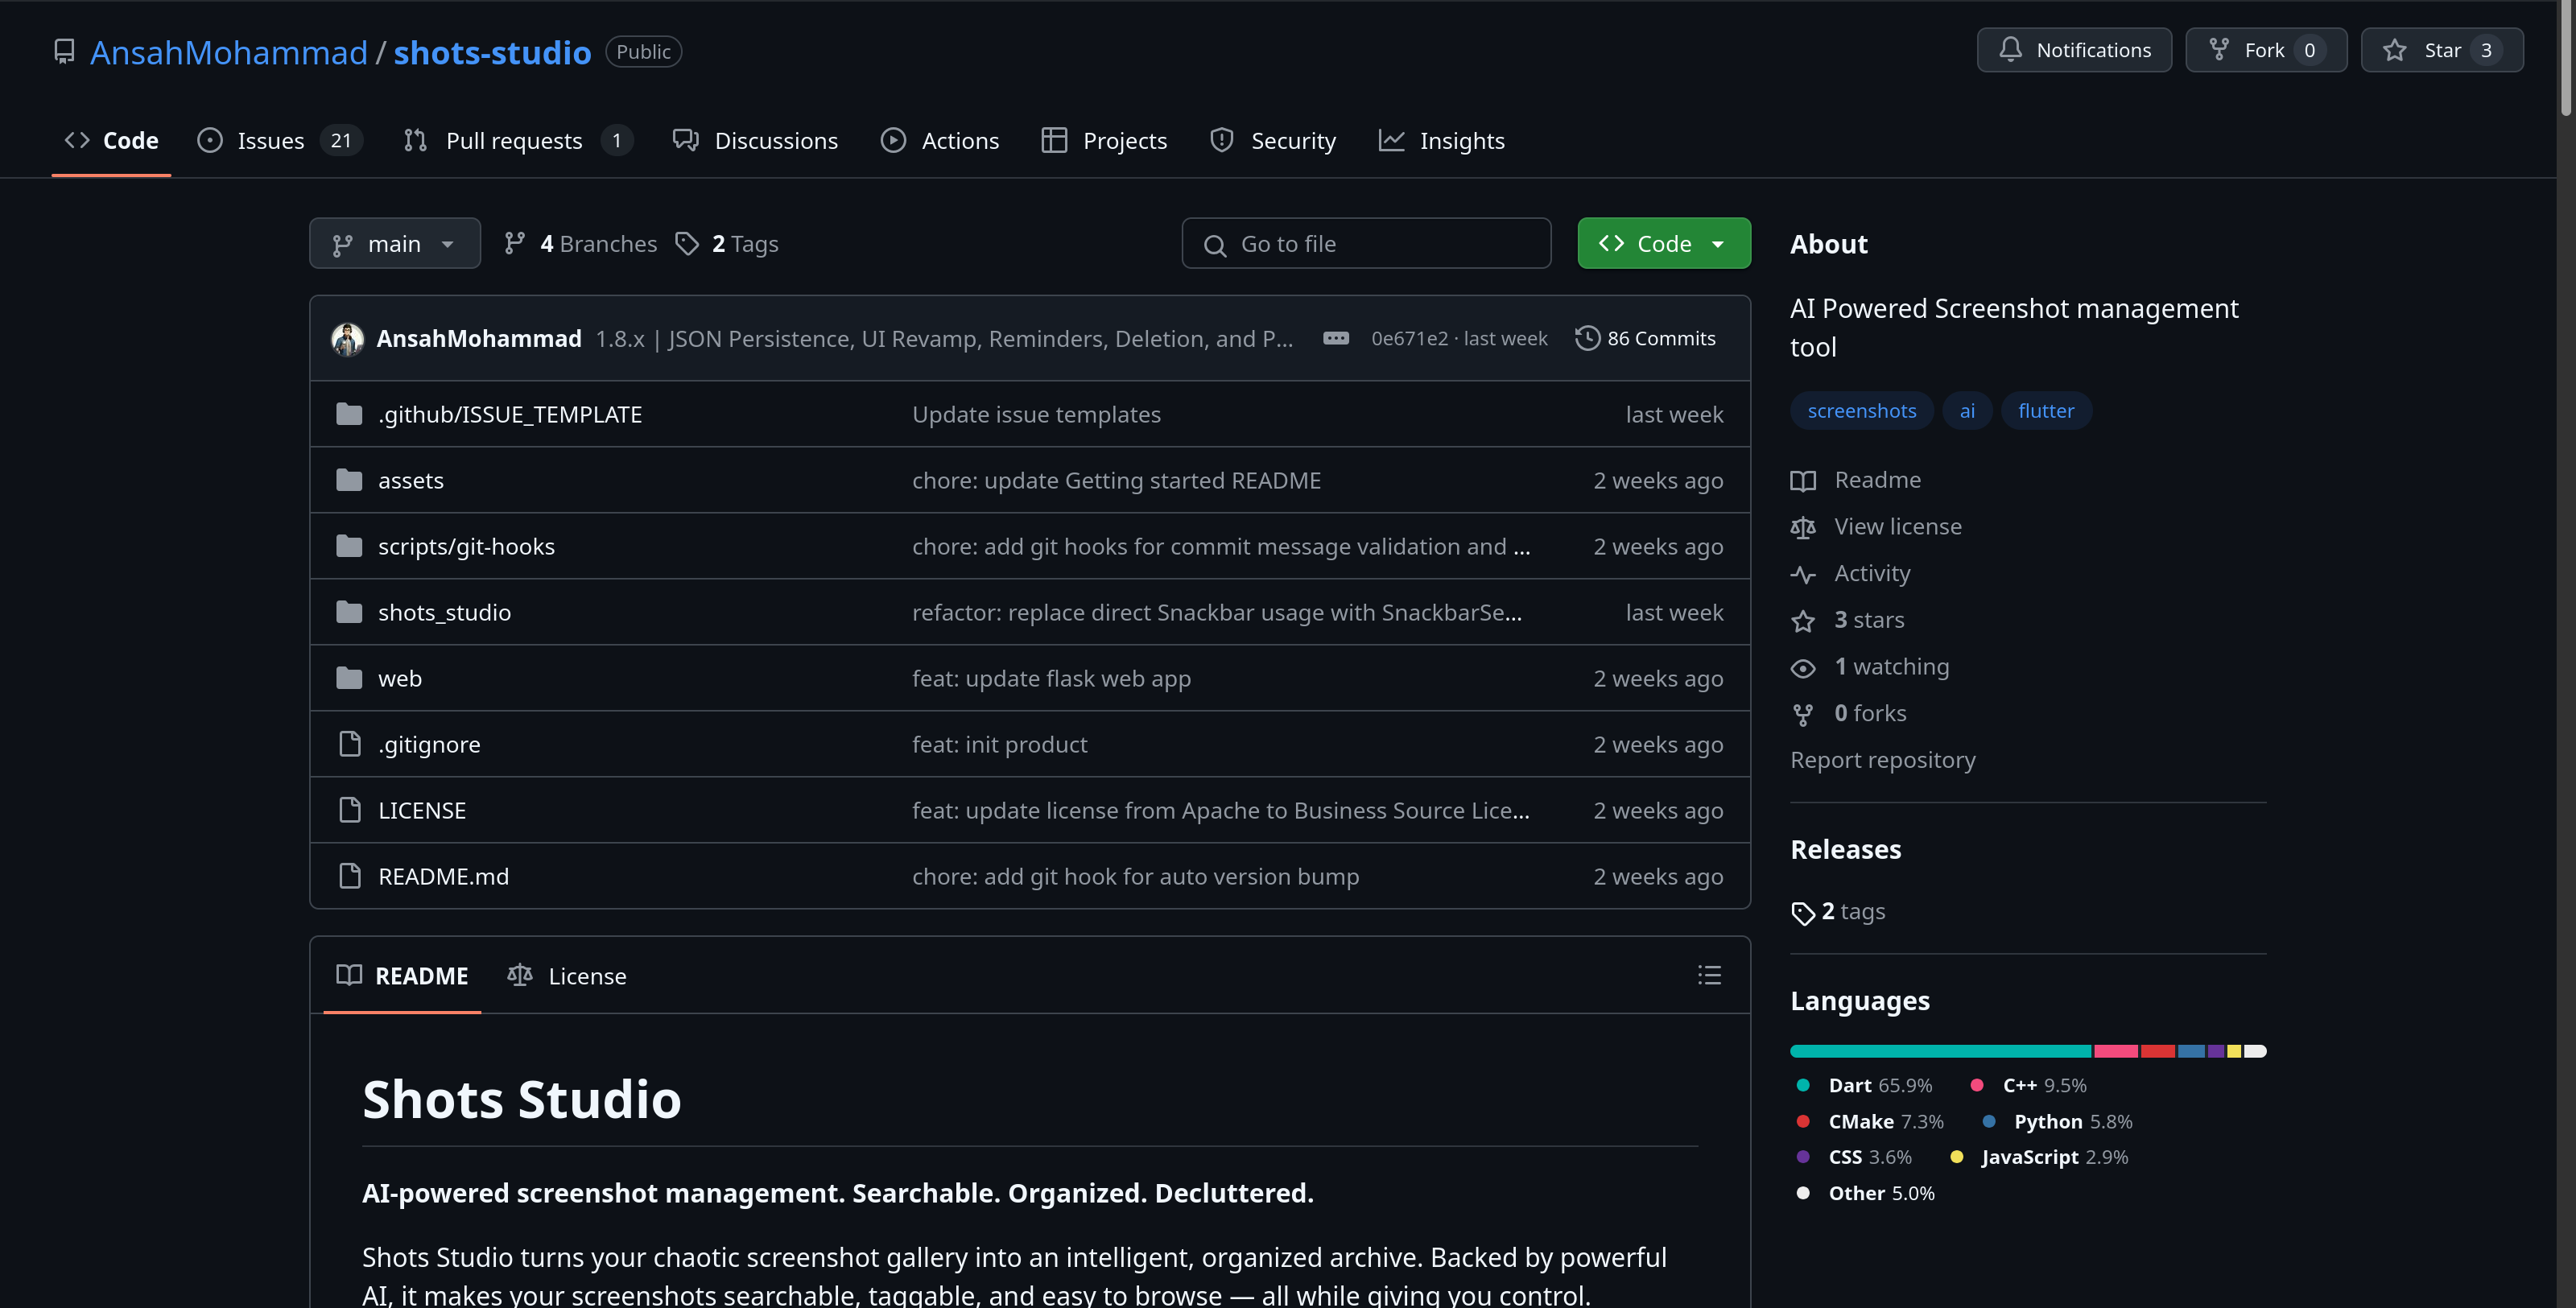 AnsahMohammad / shots-studio Public
Notifications Fork 0 Star 3
Code Issues 21 Pull requests 1 Discussions Actions Projects Security Insights
main 4 Branches 2 Tags Go to file Code
AnsahMohammad 1.8.x | JSON Persistence, UI Revamp, Reminders, Deletion, and P... 0e671e2 · last week 86 Commits
.github/ISSUE_TEMPLATE Update issue templates last week
assets chore: update Getting started README 2 weeks ago
scripts/git-hooks chore: add git hooks for commit message validation and ... 2 weeks ago
shots_studio refactor: replace direct Snackbar usage with SnackbarSe... last week
web feat: update flask web app 2 weeks ago
.gitignore feat: init product 2 weeks ago
LICENSE feat: update license from Apache to Business Source Lice... 2 weeks ago
README.md chore: add git hook for auto version bump 2 weeks ago
README License
Shots Studio
AI-powered screenshot management. Searchable. Organized. Decluttered.
Shots Studio turns your chaotic screenshot gallery into an intelligent, organized archive. Backed by powerful
AI, it makes your screenshots searchable, taggable, and easy to browse — all while giving you control.
About
AI Powered Screenshot management
tool
screenshots ai flutter
Readme
View license
Activity
3 stars
1 watching
0 forks
Report repository
Releases
2 tags
Languages
Dart 65.9% C++ 9.5%
CMake 7.3% Python 5.8%
CSS 3.6% JavaScript 2.9%
Other 5.0%